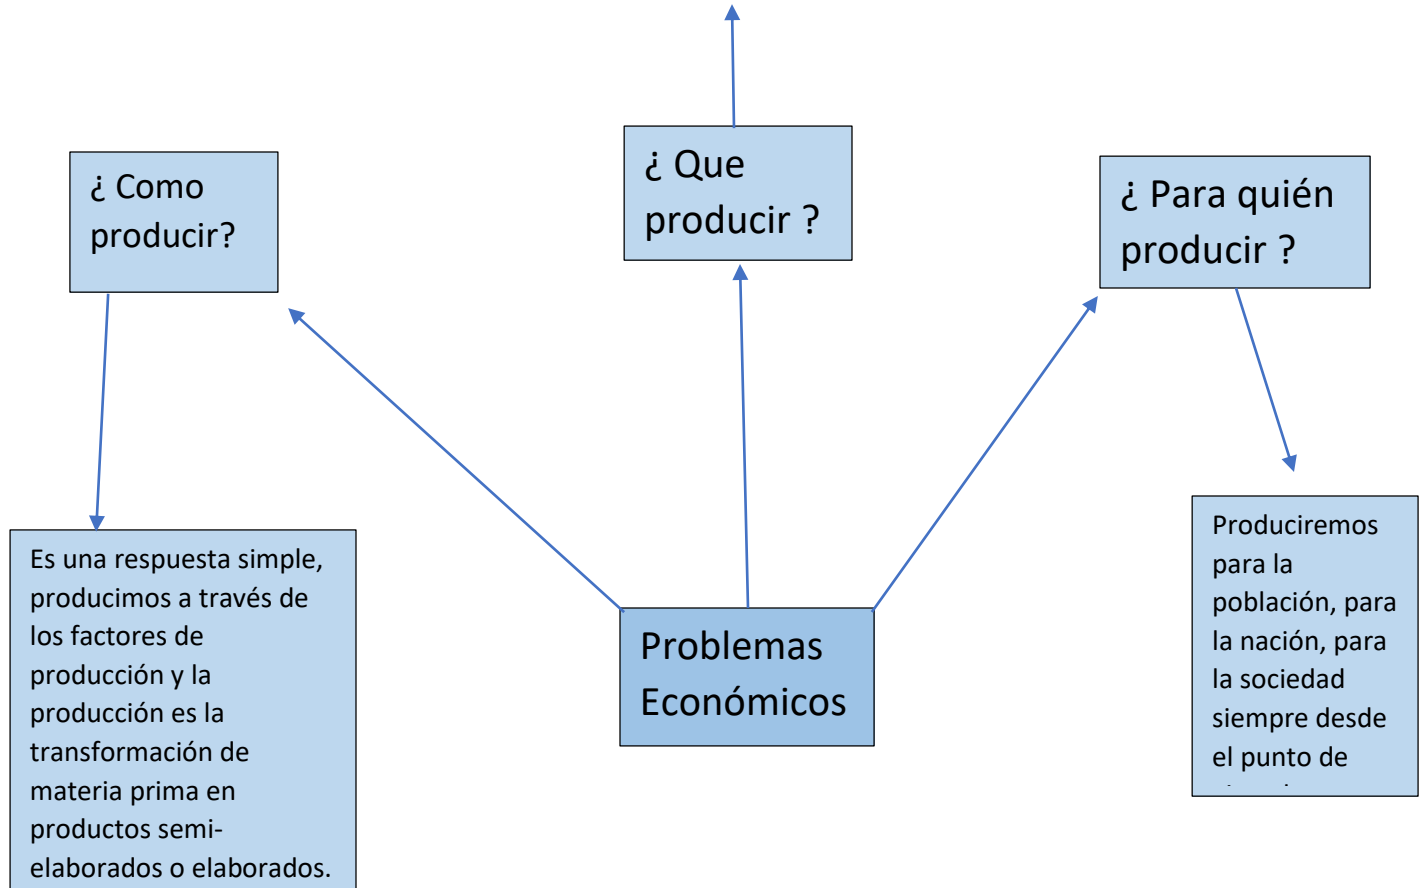 ¿ Que
producir ?
¿ Como
producir?
¿ Para quién
producir ?
Problemas
Económicos
Es una respuesta simple,
producimos a través de
los factores de
producción y la
producción es la
transformación de
materia prima en
productos semi-
elaborados o elaborados.
Produciremos
para la
población, para
la nación, para
la sociedad
siempre desde
el punto de